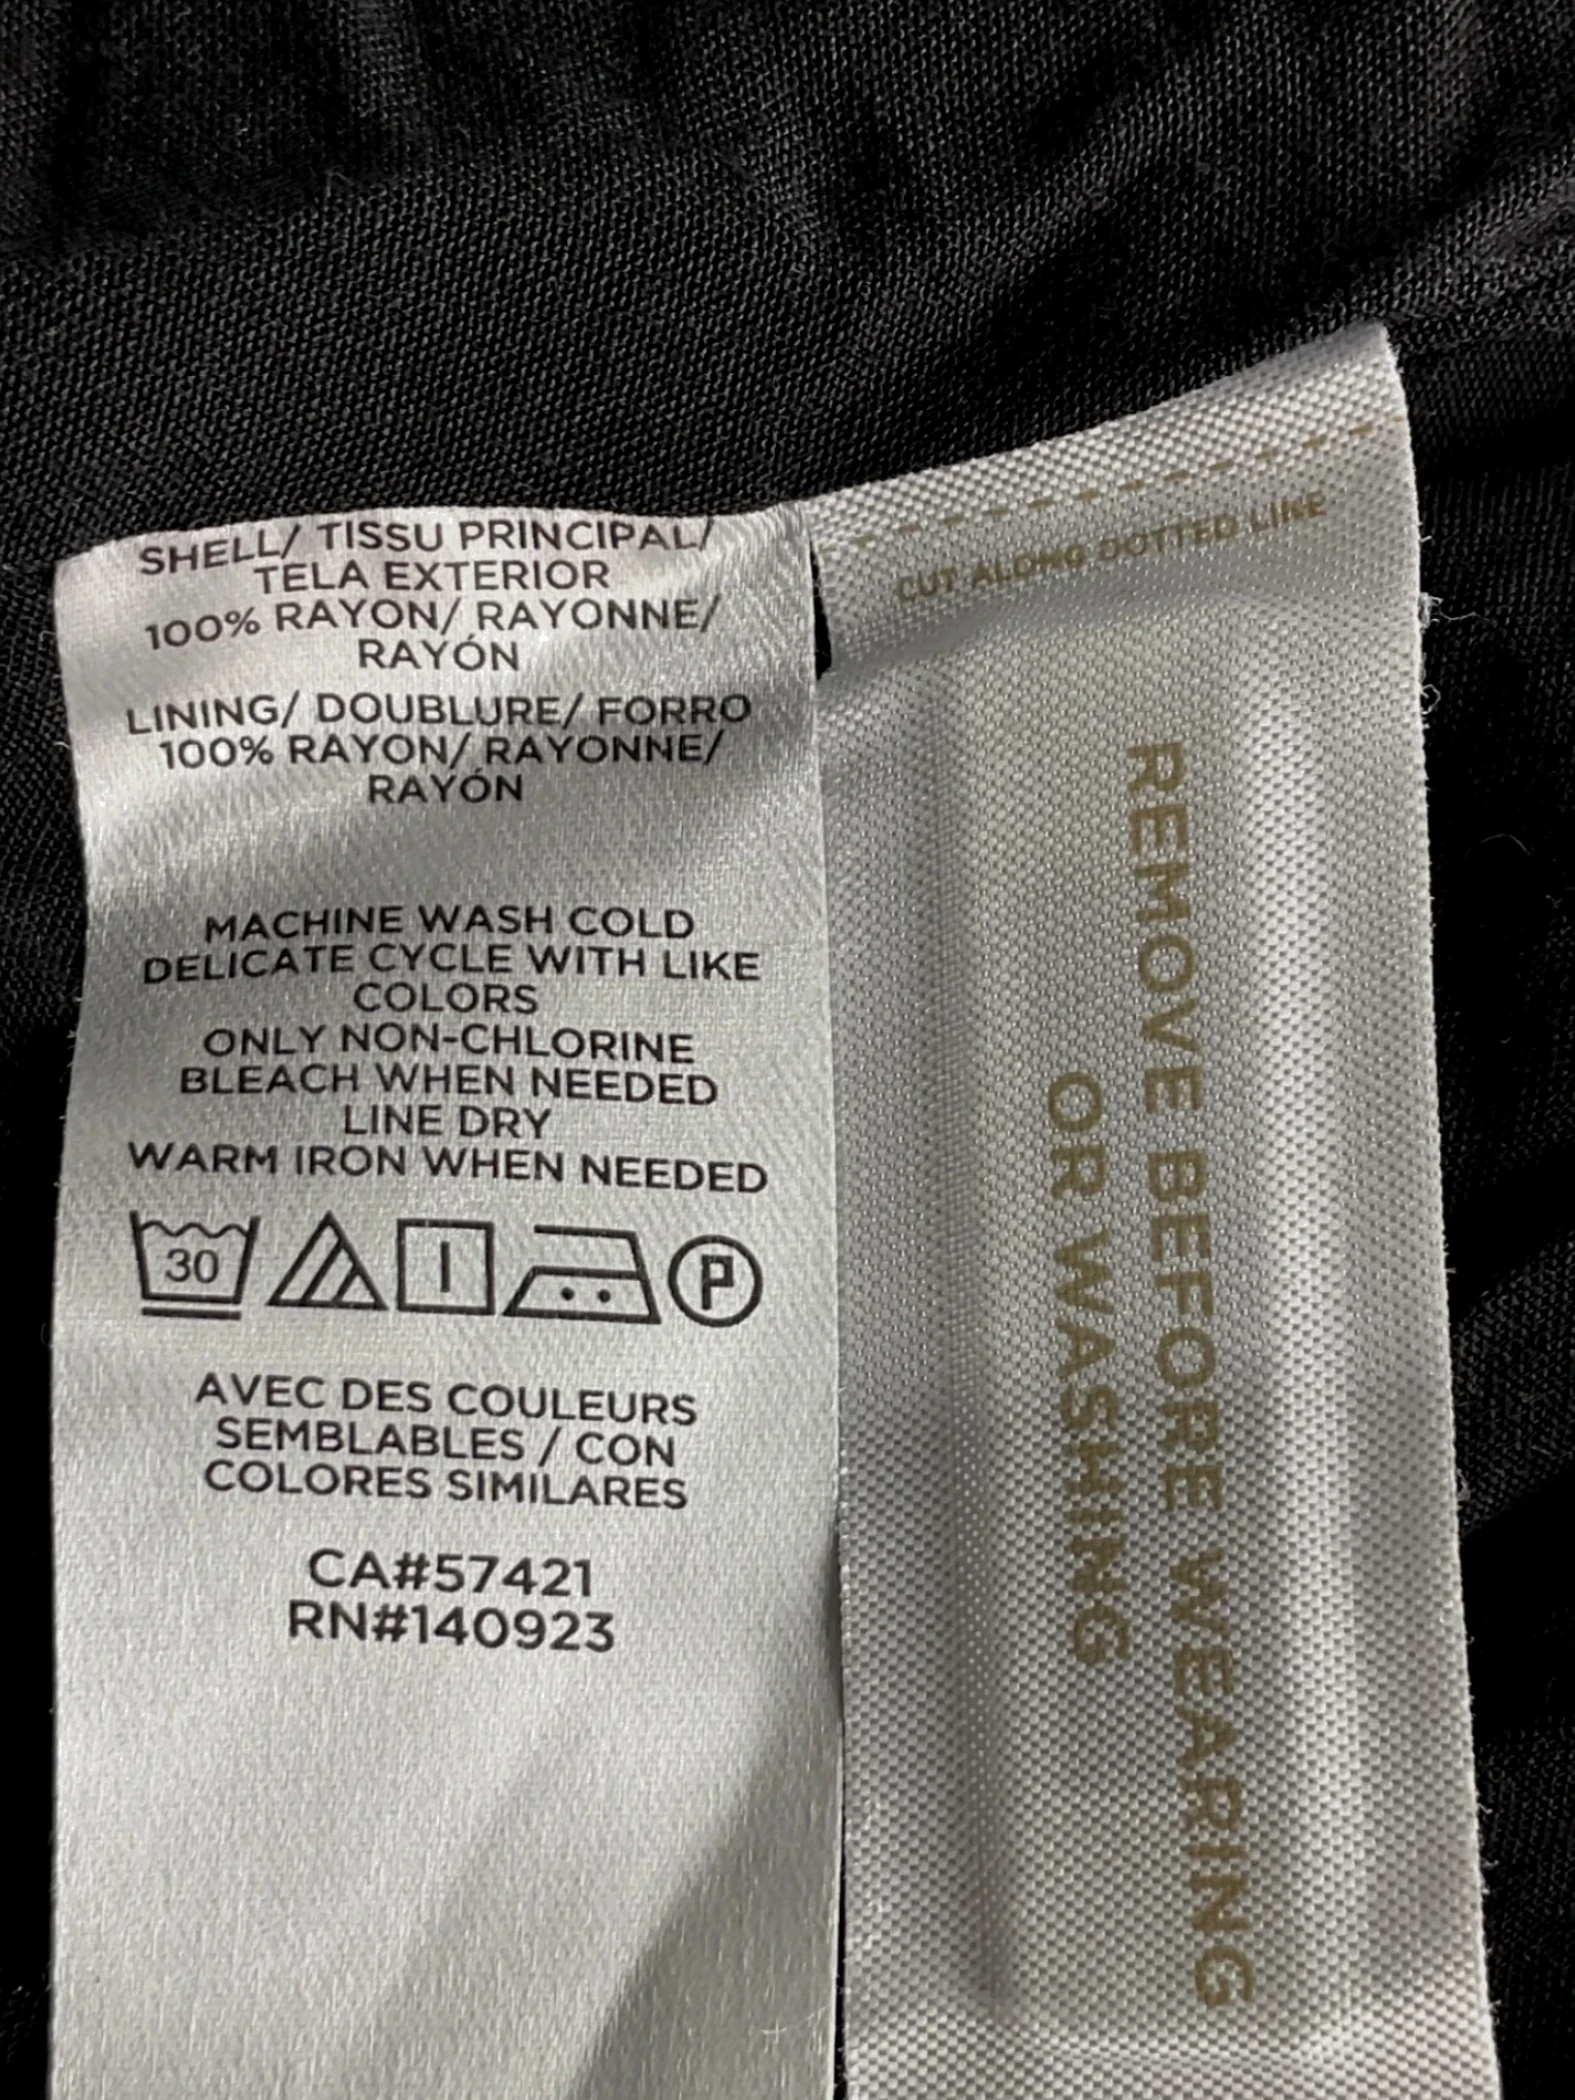 SHELL/ TISSU PRINCIPAL/
TELA EXTERIOR
100% RAYON/ RAYONNE/
RAYÓN
LINING/ DOUBLURE/ FORRO
100% RAYON/ RAYONNE/
RAYÓN
MACHINE WASH COLD
DELICATE CYCLE WITH LIKE
COLORS
ONLY NON-CHLORINE
BLEACH WHEN NEEDED
LINE DRY
WARM IRON WHEN NEEDED
30
P
AVEC DES COULEURS
SEMBLABLES / CON
COLORES SIMILARES
CA#57421
RN#140923
CUT ALONG DOTTED LINE
REMOVE BEFORE WEARING
OR WASHING